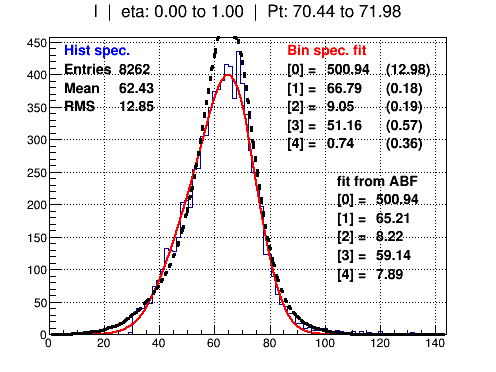 I | eta: 0.00 to 1.00 | Pt: 70.44 to 71.98
Hist spec.
Entries 8262
Mean 62.43
RMS 12.85
Bin spec. fit
[0] = 500.94 (12.98)
[1] = 66.79 (0.18)
[2] = 9.05 (0.19)
[3] = 51.16 (0.57)
[4] = 0.74 (0.36)
fit from ABF
[0] = 500.94
[1] = 65.21
[2] = 8.22
[3] = 59.14
[4] = 7.89
450
400
350
300
250
200
150
100
50
0
0 20 40 60 80 100 120 140